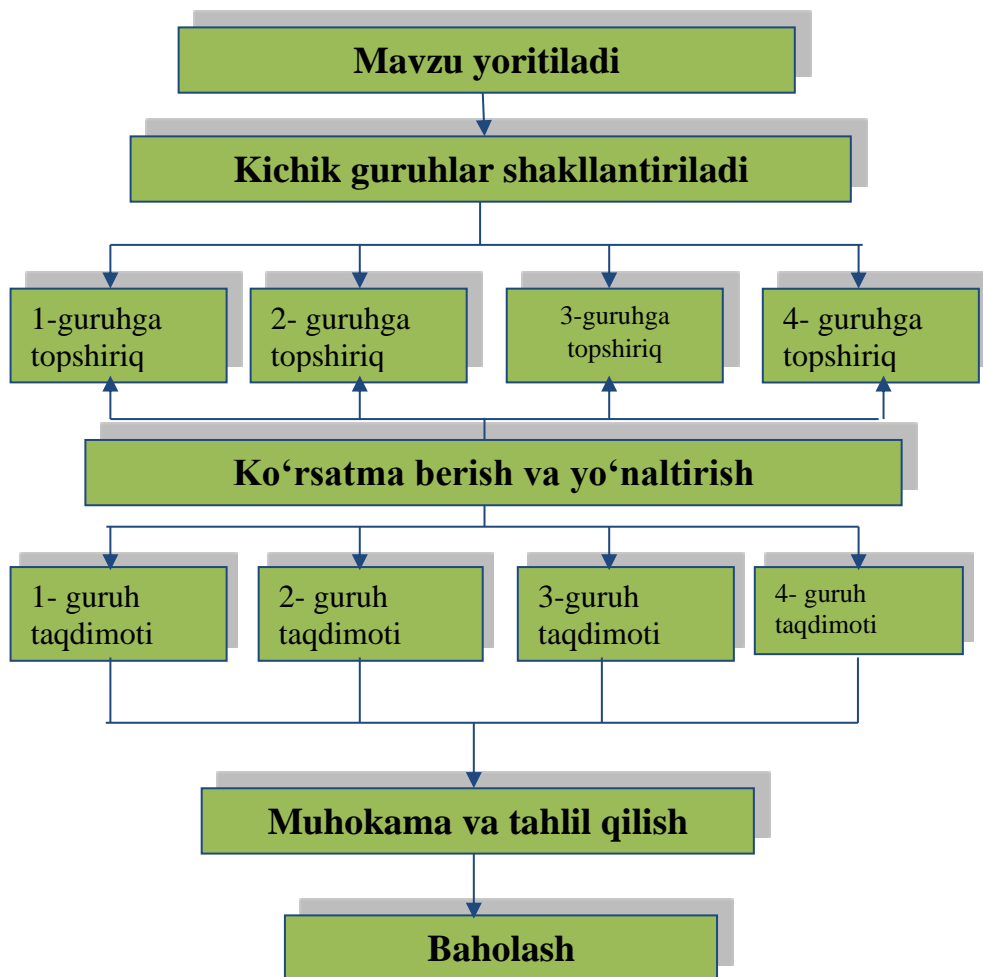 Mavzu yoritiladi
Kichik guruhlar shakllantiriladi
1-guruhga
topshiriq
2- guruhga
topshiriq
3-guruhga
topshiriq
4- guruhga
topshiriq
Ko‘rsatma berish va yo‘naltirish
1- guruh
taqdimoti
2- guruh
taqdimoti
3-guruh
taqdimoti
4- guruh
taqdimoti
Muhokama va tahlil qilish
Baholash